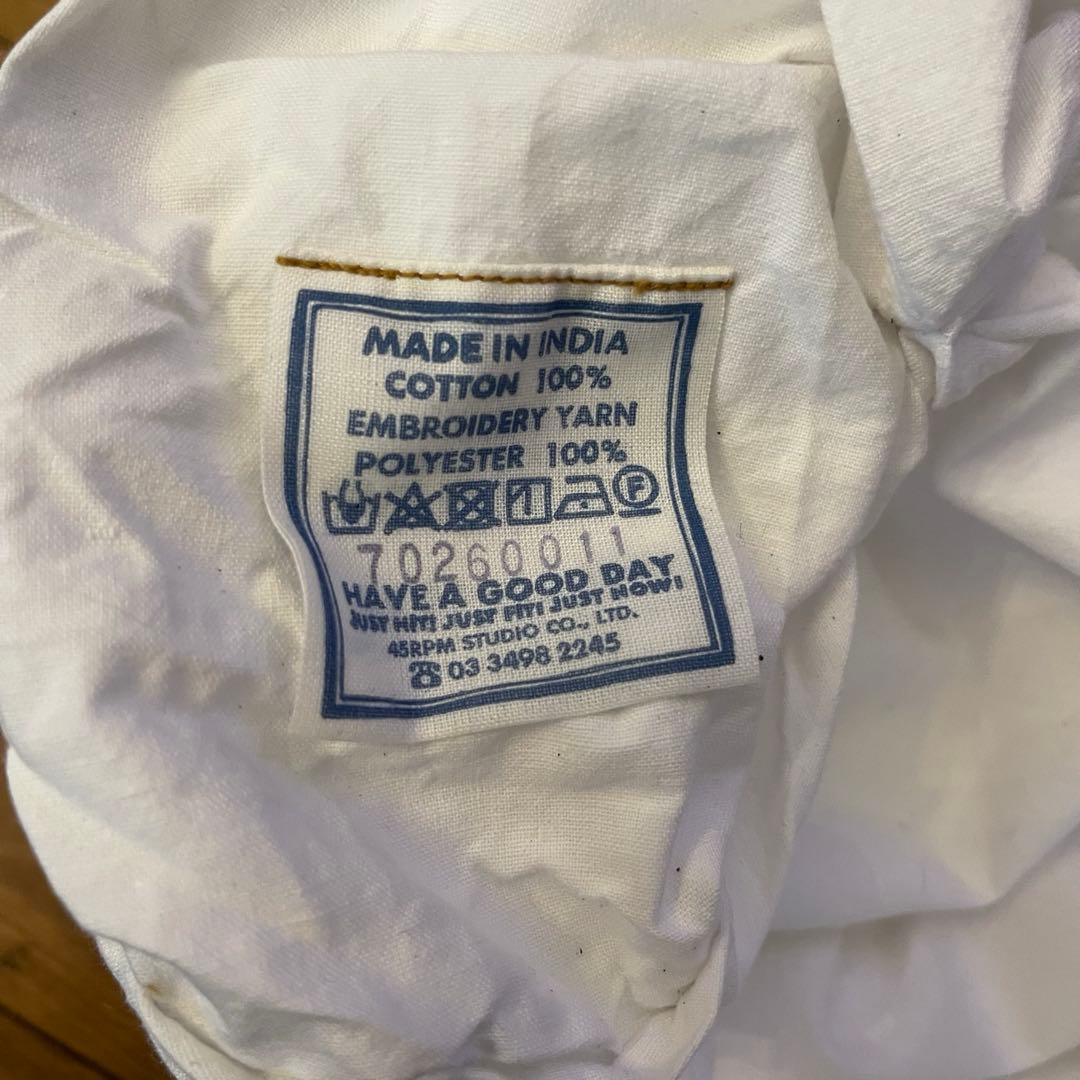 MADE IN INDIA
COTTON 100%
EMBROIDERY YARN
POLYESTER 100%
F
70260011
HAVE A GOOD DAY
JUST HIT! JUST FIT! JUST NOW!
45RPM STUDIO CO., LTD.
☎ 03 3498 2245